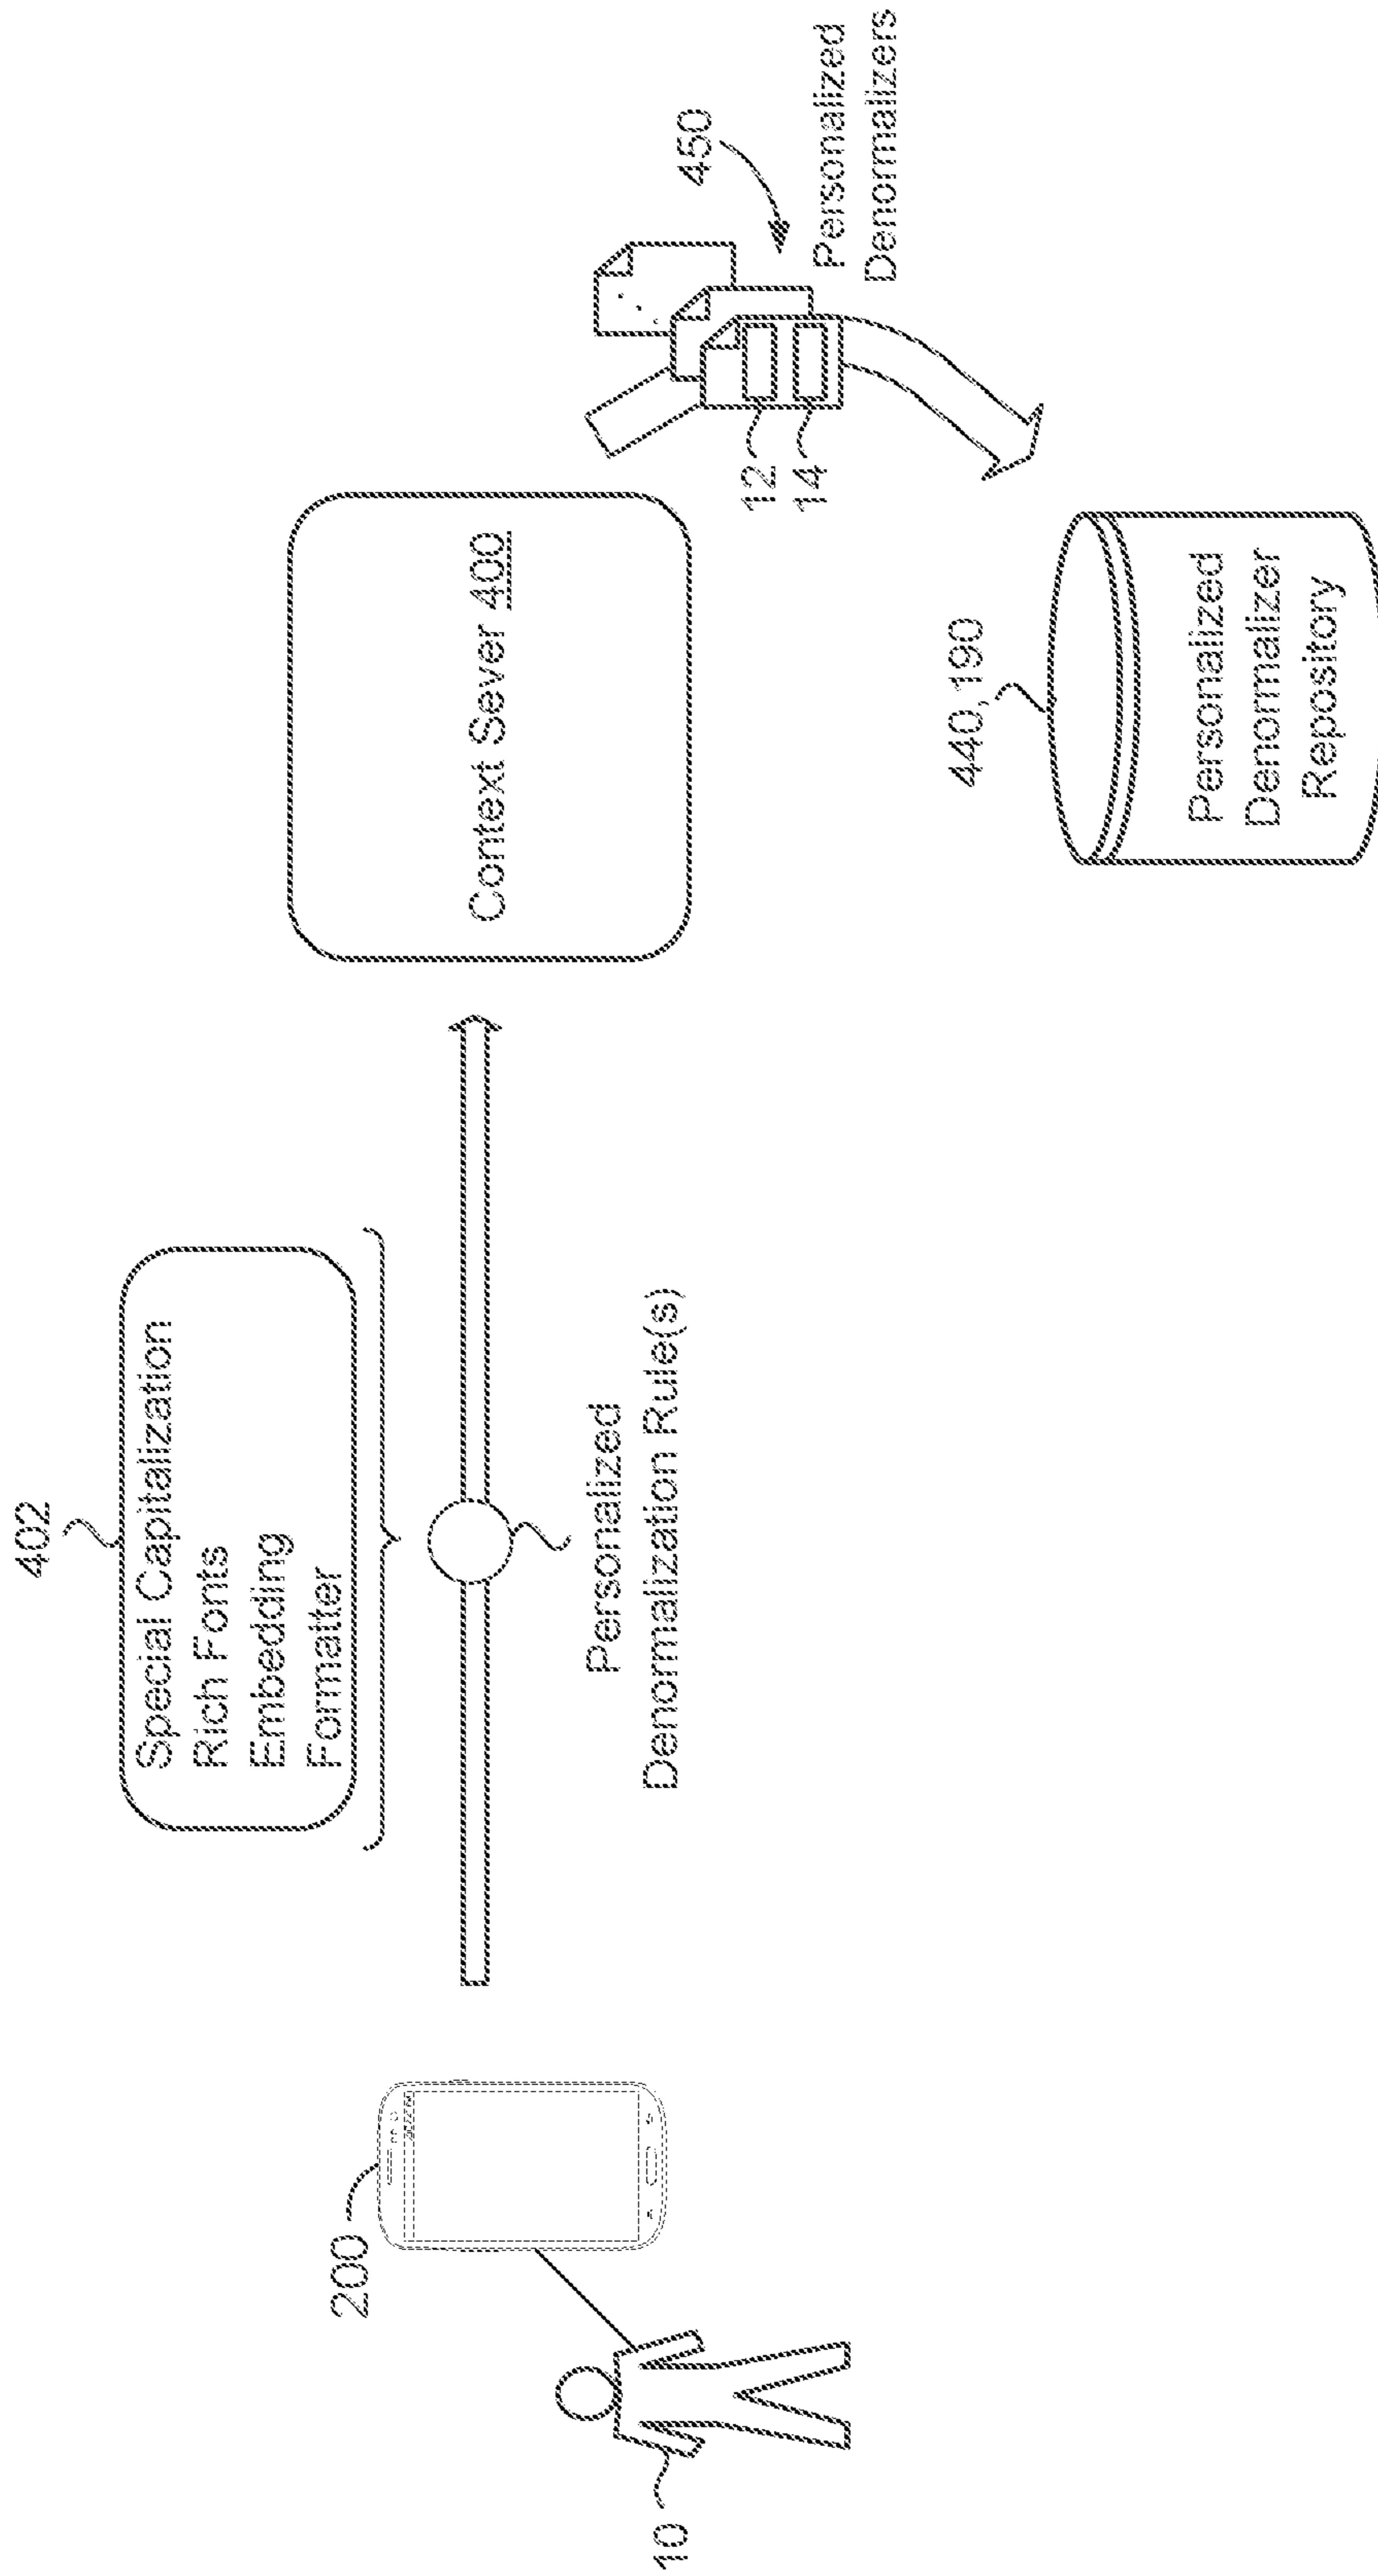 402
Special Capitalization
Rich Fonts
Embedding
Formatter
200
10
Personalized
Denormalization Rule(s)
Context Sever 400
450
12
14
Personalized
Denormalizers
440, 190
Personalized
Denormalizer
Repository